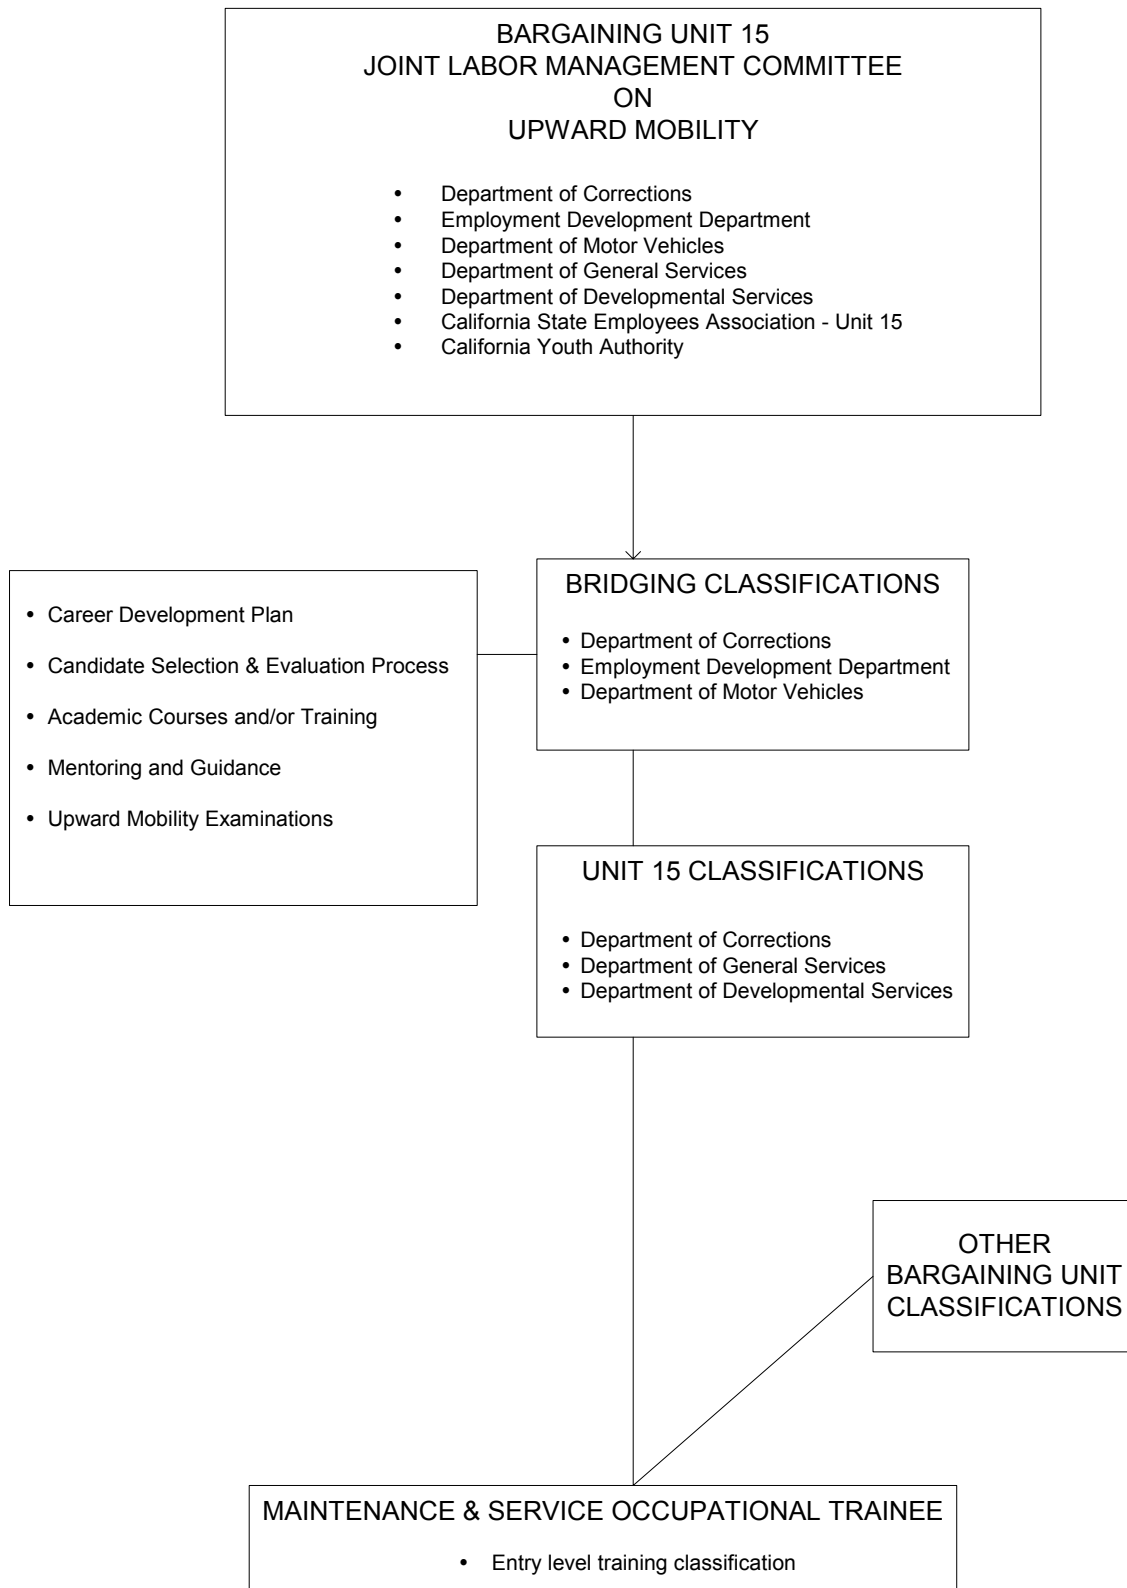 BARGAINING UNIT 15
JOINT LABOR MANAGEMENT COMMITTEE
ON
UPWARD MOBILITY
• Department of Corrections
• Employment Development Department
• Department of Motor Vehicles
• Department of General Services
• Department of Developmental Services
• California State Employees Association - Unit 15
• California Youth Authority
• Career Development Plan
• Candidate Selection & Evaluation Process
• Academic Courses and/or Training
• Mentoring and Guidance
• Upward Mobility Examinations
BRIDGING CLASSIFICATIONS
• Department of Corrections
• Employment Development Department
• Department of Motor Vehicles
UNIT 15 CLASSIFICATIONS
• Department of Corrections
• Department of General Services
• Department of Developmental Services
OTHER
BARGAINING UNIT
CLASSIFICATIONS
MAINTENANCE & SERVICE OCCUPATIONAL TRAINEE
• Entry level training classification